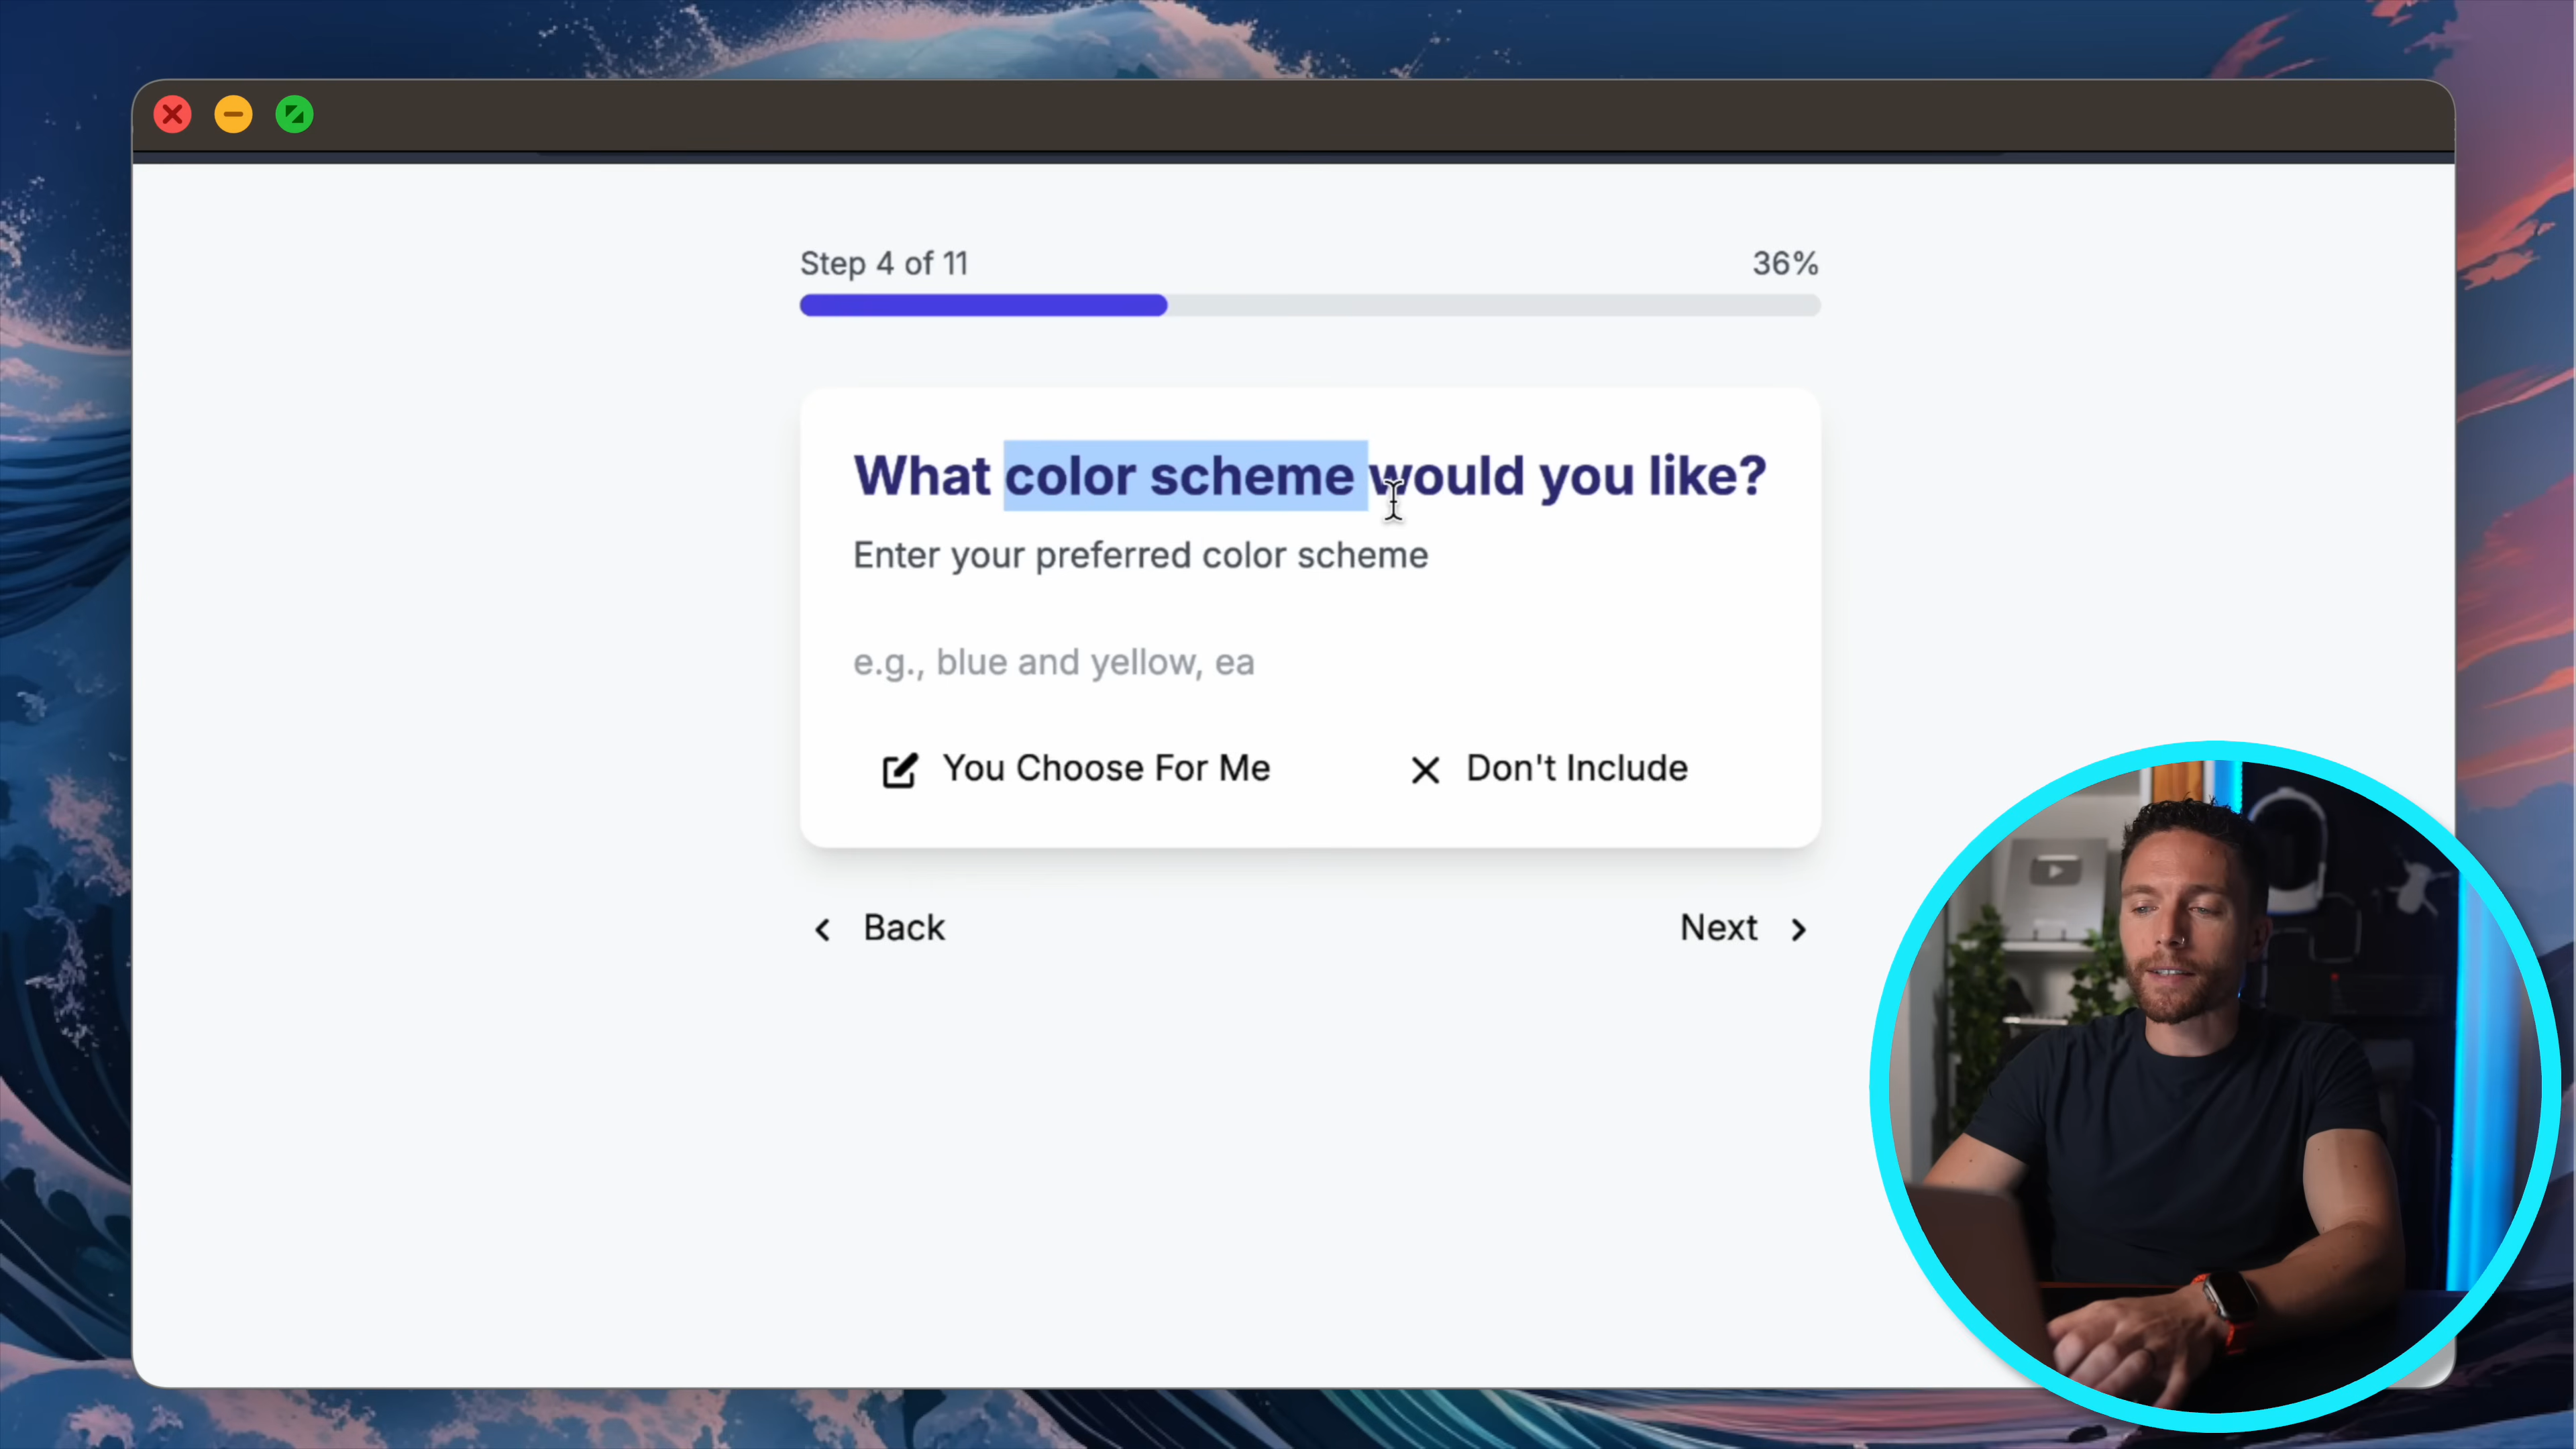 Step 4 of 11
36%
What color scheme would you like?
Enter your preferred color scheme
e.g., blue and yellow, ea
You Choose For Me
Don't Include
Back
Next